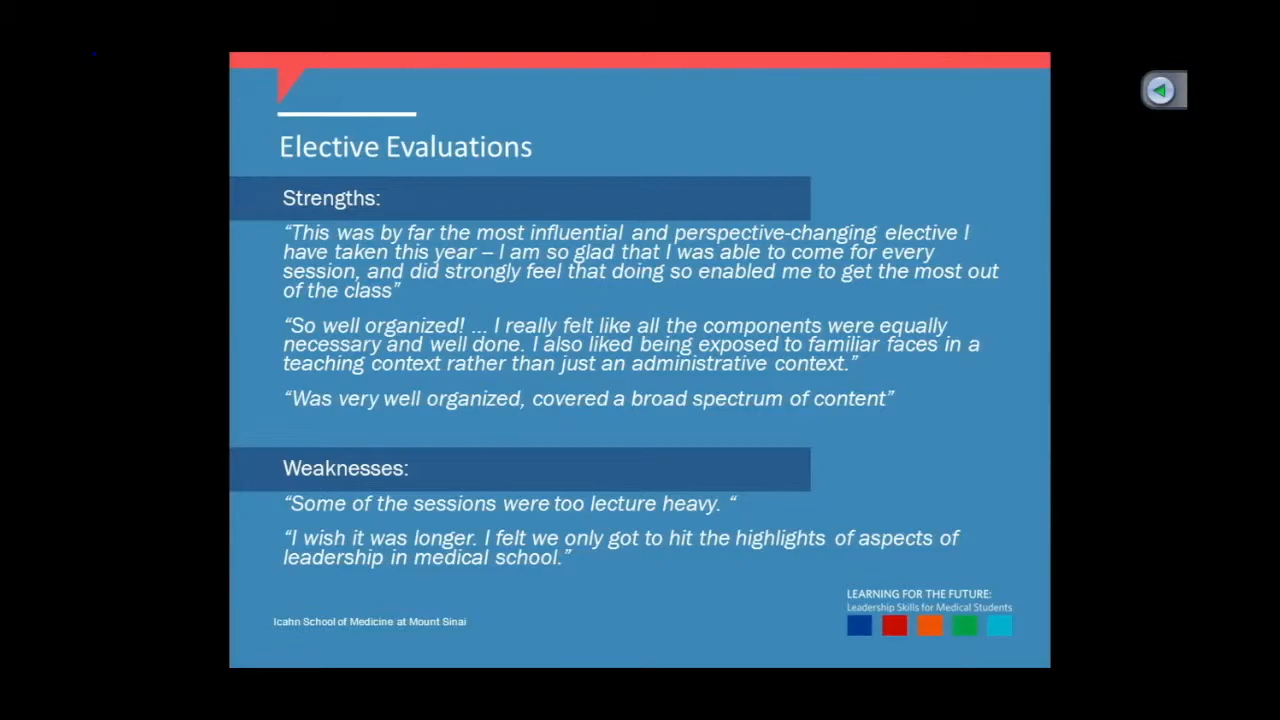 Elective Evaluations
Strengths:
“This was by far the most influential and perspective-changing elective I
have taken this year – I am so glad that I was able to come for every
session, and did strongly feel that doing so enabled me to get the most out
of the class”
“So well organized! ... I really felt like all the components were equally
necessary and well done. I also liked being exposed to familiar faces in a
teaching context rather than just an administrative context.”
“Was very well organized, covered a broad spectrum of content”
Weaknesses:
“Some of the sessions were too lecture heavy. “
“I wish it was longer. I felt we only got to hit the highlights of aspects of
leadership in medical school.”
LEARNING FOR THE FUTURE:
Leadership Skills for Medical Students
Icahn School of Medicine at Mount Sinai